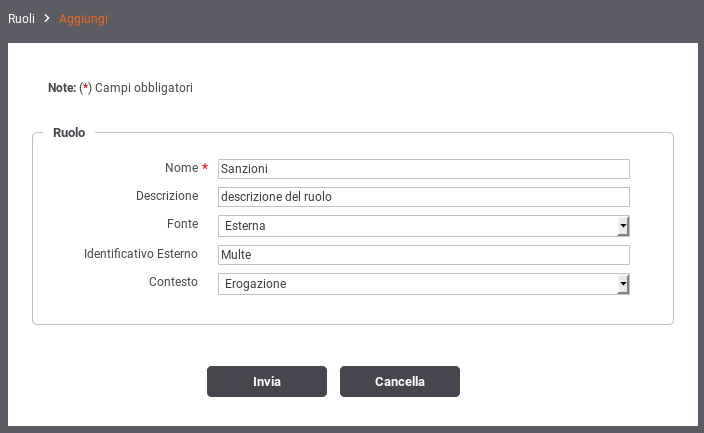 Ruoli > Aggiungi
Note: (*) Campi obbligatori
Ruolo
Nome * Sanzioni
Descrizione descrizione del ruolo
Fonte Esterna
Identificativo Esterno Multe
Contesto Erogazione
Invia Cancella